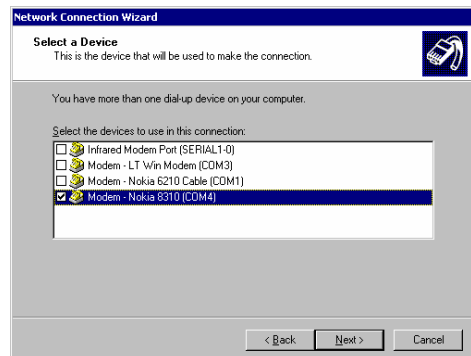 Network Connection Wizard
Select a Device
This is the device that will be used to make the connection.
You have more than one dial-up device on your computer.
Select the devices to use in this connection:
Infrared Modem Port (SERIAL1-0)
Modem - LT Win Modem (COM3)
Modem - Nokia 6210 Cable (COM1)
Modem - Nokia 8310 (COM4)
< Back Next > Cancel